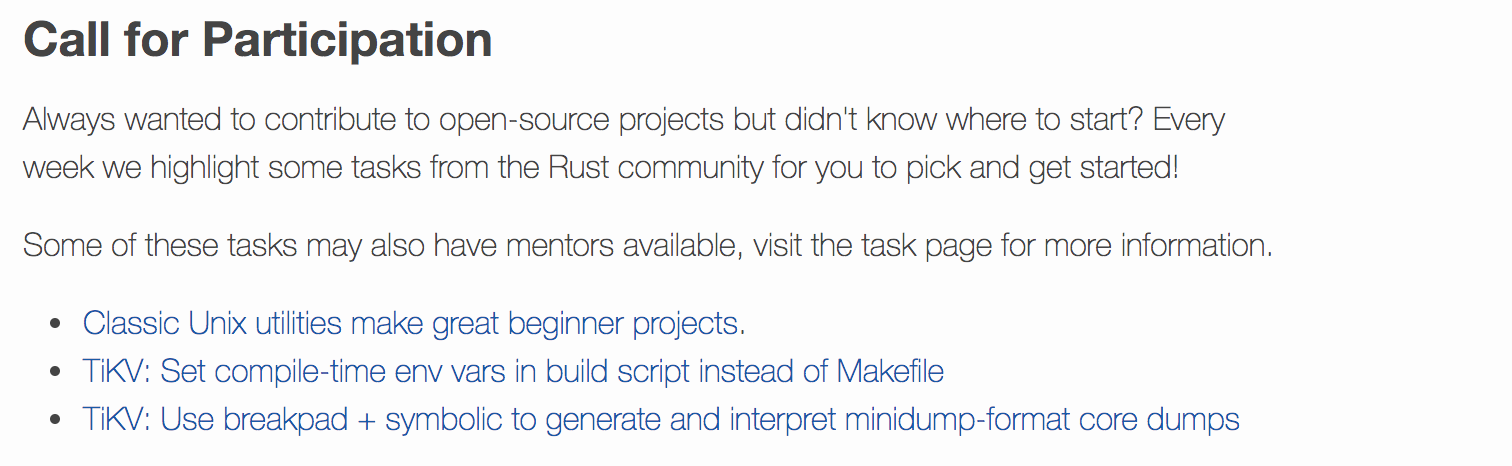 Call for Participation
Always wanted to contribute to open-source projects but didn't know where to start? Every
week we highlight some tasks from the Rust community for you to pick and get started!
Some of these tasks may also have mentors available, visit the task page for more information.
• Classic Unix utilities make great beginner projects.
• TiKV: Set compile-time env vars in build script instead of Makefile
• TiKV: Use breakpad + symbolic to generate and interpret minidump-format core dumps